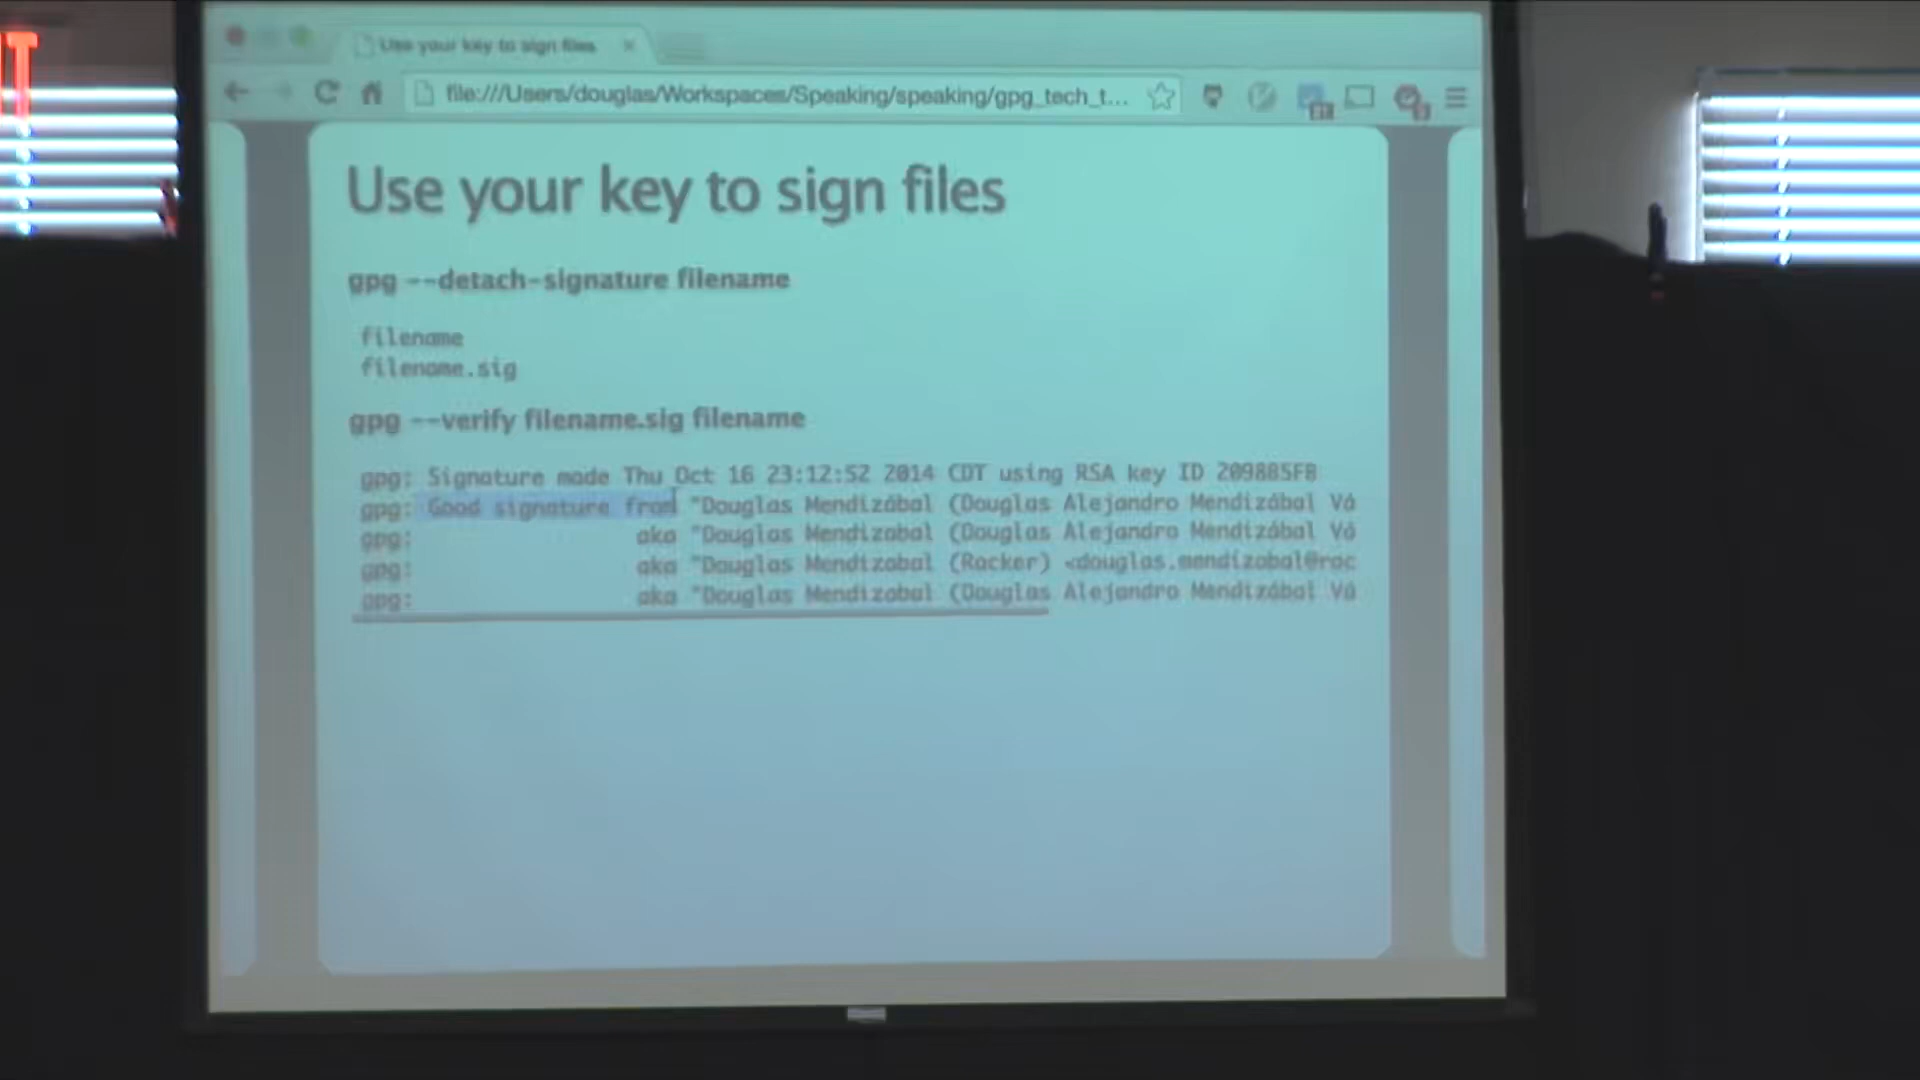 Use your key to sign files
file:///Users/douglas/Workspaces/Speaking/speaking/gpg_tech_t...
Use your key to sign files
gpg --detach-signature filename
filename
filename.sig
gpg --verify filename.sig filename
gpg: Signature made Thu Oct 16 23:12:52 2014 CDT using RSA key ID 209885FB
gpg: Good signature from "Douglas Mendizábal (Douglas Alejandro Mendizábal Vá
gpg: aka "Douglas Mendizabal (Douglas Alejandro Mendizábal Vá
gpg: aka "Douglas Mendizabal (Racker) <douglas.mendizabal@rac
gpg: aka "Douglas Mendizabal (Douglas Alejandro Mendizábal Vá